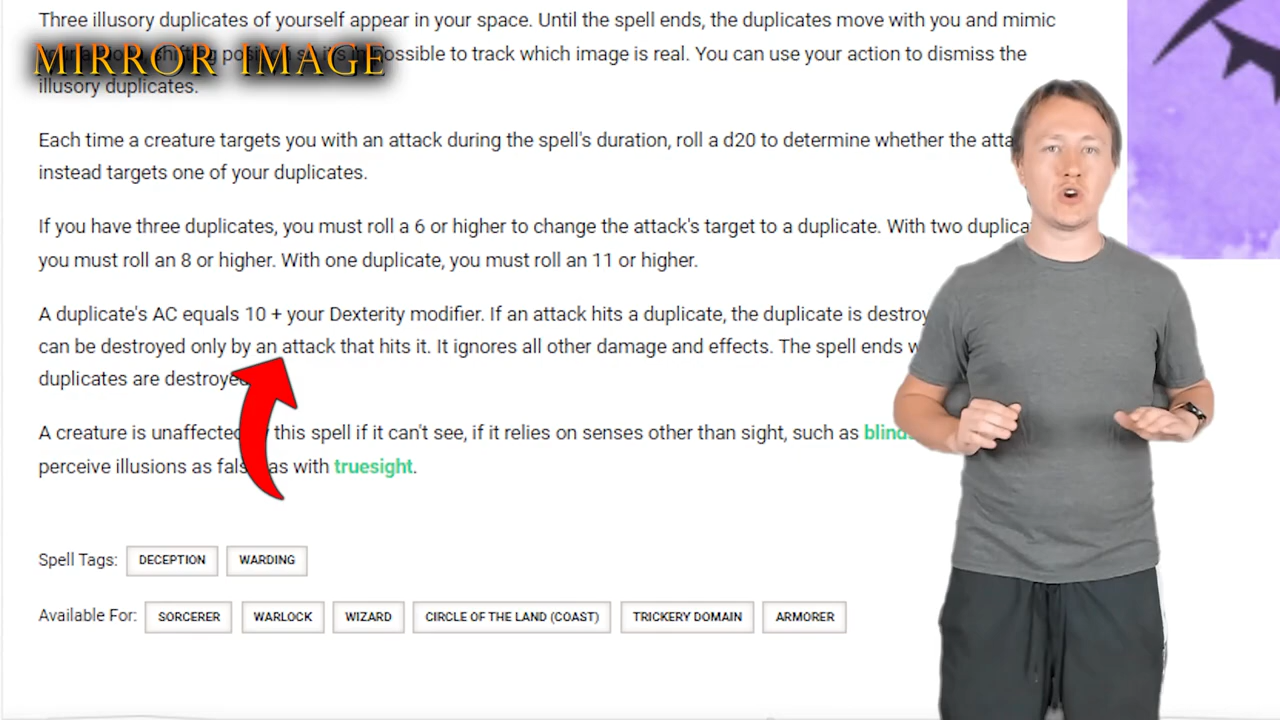 Three illusory duplicates of yourself appear in your space. Until the spell ends, the duplicates move with you and mimic
MIRROR IMAGE
to track which image is real. You can use your action to dismiss the
illusory duplicates.
Each time a creature targets you with an attack during the spell's duration, roll a d20 to determine whether the
instead targets one of your duplicates.
If you have three duplicates, you must roll a 6 or higher to change the attack's target to a duplicate. With two
you must roll an 8 or higher. With one duplicate, you must roll an 11 or higher.
A duplicate's AC equals 10 + your Dexterity modifier. If an attack hits a duplicate, the duplicate is
can be destroyed only by an attack that hits it. It ignores all other damage and effects. The spell ends
duplicates are destroyed
A creature is unaffected this spell if it can't see, if it relies on senses other than sight, such as
perceive illusions as as with truesight.
Spell Tags: DECEPTION WARDING
Available For: SORCERER WARLOCK WIZARD CIRCLE OF THE LAND (COAST) TRICKERY DOMAIN ARMORER